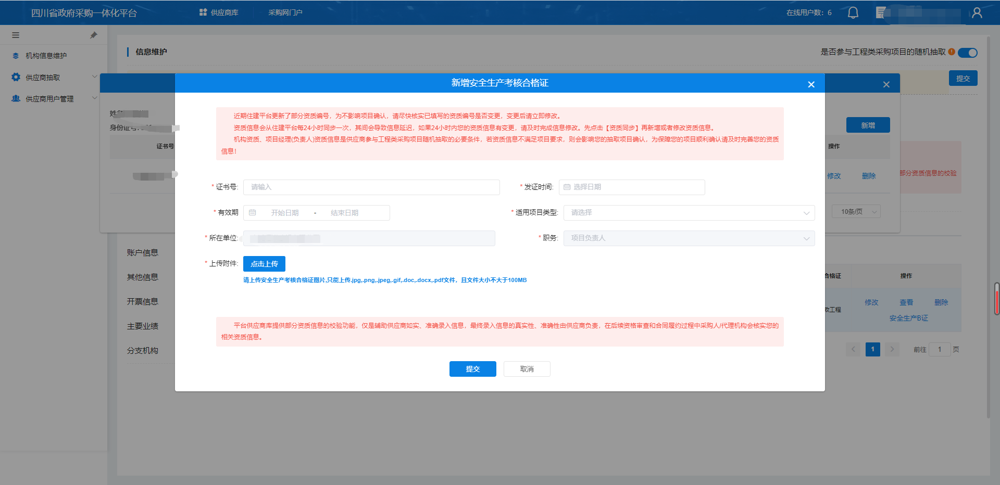 四川省政府采购一体化平台
供应商库
采购网门户
在线用户数：6
机构信息维护
供应商抽取
供应商用户管理
信息维护
是否参与工程类采购项目的随机抽取
提交
新增安全生产考核合格证
姓名
身份证号:
新增
证书号
操作
修改
删除
部分资质信息的校验
10条/页
近期住建平台更新了部分资质编号，为不影响项目确认，请尽快核实已填写的资质编号是否变更，变更后请立即修改。
资质信息会从住建平台每24小时同步一次，其间会导致信息延迟，如果24小时内您的资质信息有变更，请及时完成信息修改。先点击【资质同步】再新增或者修改资质信息。
机构资质、项目经理(负责人)资质信息是供应商参与工程类采购项目随机抽取的必要条件，若资质信息不满足项目要求，则会影响您的抽取项目确认，为保障您的项目顺利确认请及时完善您的资质
信息！
* 证书号:
请输入
* 发证时间:
选择日期
* 有效期
开始日期
-
结束日期
* 适用项目类型:
请选择
* 所在单位:
* 职务:
项目负责人
* 上传附件:
点击上传
请上传安全生产考核合格证图片,只能上传.jpg,.png,.jpeg,.gif,.doc,.docx,.pdf文件，且文件大小不大于100MB
平台供应商库提供部分资质信息的校验功能，仅是辅助供应商如实、准确录入信息，最终录入信息的真实性、准确性由供应商负责，在后续资格审查和合同履约过程中采购人/代理机构会核实您的
相关资质信息。
提交
取消
账户信息
其他信息
开票信息
主要业绩
分支机构
合格证
操作
修改
查看
删除
工程
安全生产B证
1
前往
1
页